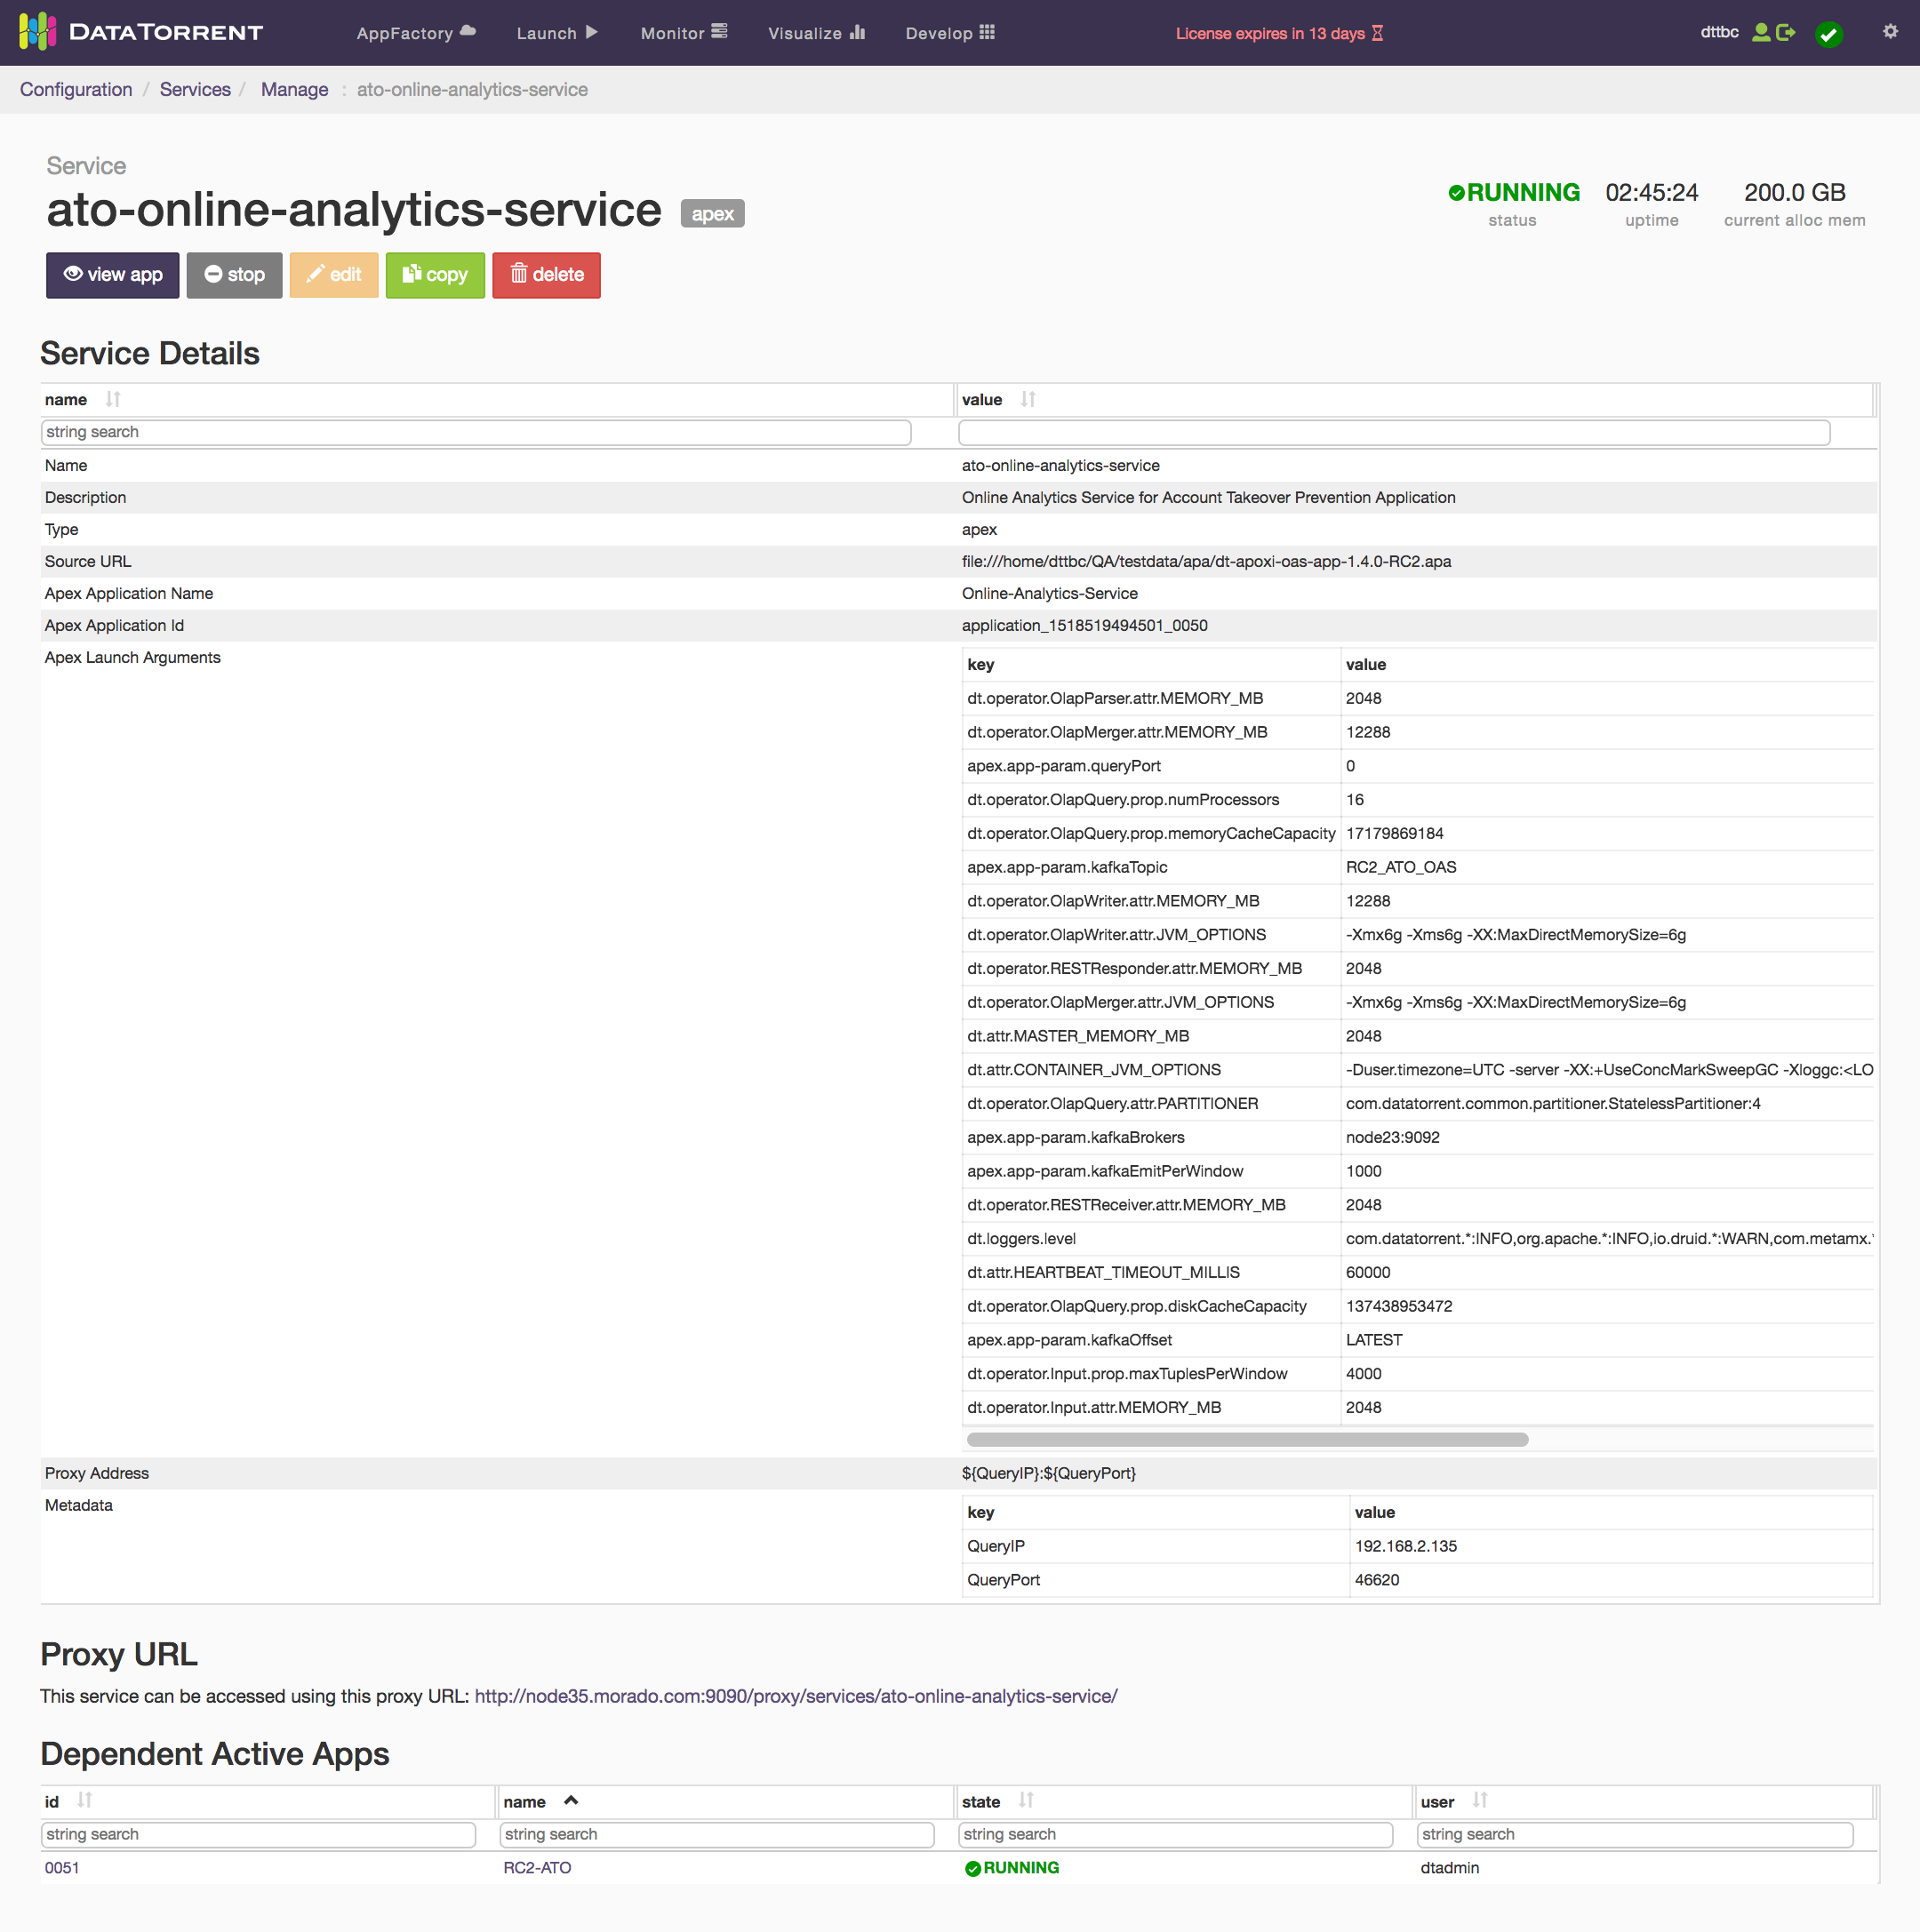 DATATORRENT AppFactory Launch Monitor Visualize Develop License expires in 13 days dttbc
Configuration / Services / Manage : ato-online-analytics-service
Service
ato-online-analytics-service apex
RUNNING 02:45:24 200.0 GB
status uptime current alloc mem
view app stop edit copy delete
Service Details
name value
string search
Name ato-online-analytics-service
Description Online Analytics Service for Account Takeover Prevention Application
Type apex
Source URL file:///home/dttbc/QA/testdata/apa/dt-apoxi-oas-app-1.4.0-RC2.apa
Apex Application Name Online-Analytics-Service
Apex Application Id application_1518519494501_0050
Apex Launch Arguments
key value
dt.operator.OlapParser.attr.MEMORY_MB 2048
dt.operator.OlapMerger.attr.MEMORY_MB 12288
apex.app-param.queryPort 0
dt.operator.OlapQuery.prop.numProcessors 16
dt.operator.OlapQuery.prop.memoryCacheCapacity 17179869184
apex.app-param.kafkaTopic RC2_ATO_OAS
dt.operator.OlapWriter.attr.MEMORY_MB 12288
dt.operator.OlapWriter.attr.JVM_OPTIONS -Xmx6g -Xms6g -XX:MaxDirectMemorySize=6g
dt.operator.RESTResponder.attr.MEMORY_MB 2048
dt.operator.OlapMerger.attr.JVM_OPTIONS -Xmx6g -Xms6g -XX:MaxDirectMemorySize=6g
dt.attr.MASTER_MEMORY_MB 2048
dt.attr.CONTAINER_JVM_OPTIONS -Duser.timezone=UTC -server -XX:+UseConcMarkSweepGC -Xloggc:<LO
dt.operator.OlapQuery.attr.PARTITIONER com.datatorrent.common.partitioner.StatelessPartitioner:4
apex.app-param.kafkaBrokers node23:9092
apex.app-param.kafkaEmitPerWindow 1000
dt.operator.RESTReceiver.attr.MEMORY_MB 2048
dt.loggers.level com.datatorrent.*:INFO,org.apache.*:INFO,io.druid.*:WARN,com.metamx.*
dt.attr.HEARTBEAT_TIMEOUT_MILLIS 60000
dt.operator.OlapQuery.prop.diskCacheCapacity 137438953472
apex.app-param.kafkaOffset LATEST
dt.operator.Input.prop.maxTuplesPerWindow 4000
dt.operator.Input.attr.MEMORY_MB 2048
Proxy Address ${QueryIP}:${QueryPort}
Metadata
key value
QueryIP 192.168.2.135
QueryPort 46620
Proxy URL
This service can be accessed using this proxy URL: http://node35.morado.com:9090/proxy/services/ato-online-analytics-service/
Dependent Active Apps
id name state user
string search string search string search string search
0051 RC2-ATO RUNNING dtadmin